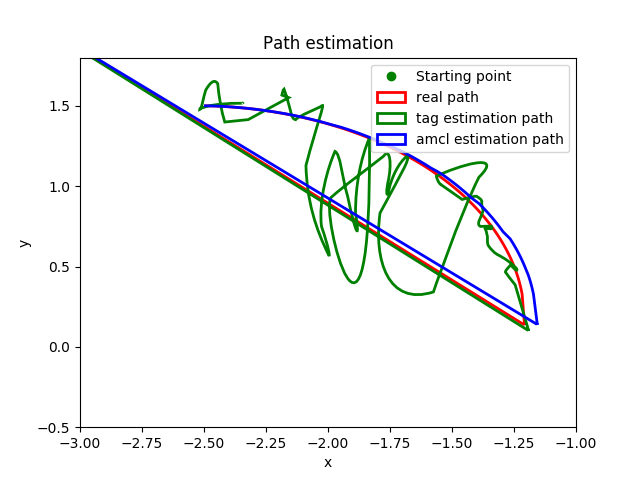 Path estimation
Starting point
real path
tag estimation path
amcl estimation path
y
1.5
1.0
0.5
0.0
−0.5
−3.00 −2.75 −2.50 −2.25 −2.00 −1.75 −1.50 −1.25 −1.00
x